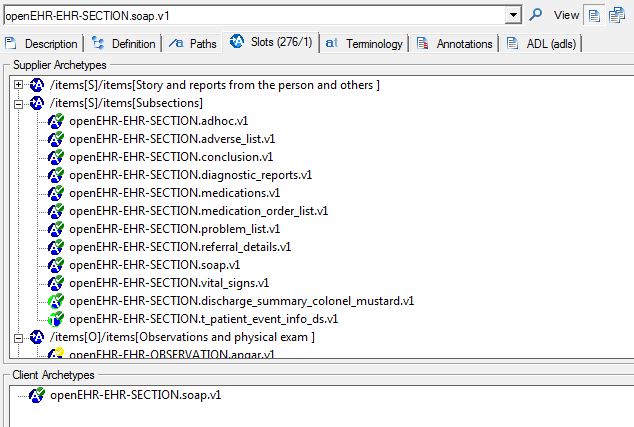 openEHR-EHR-SECTION.soap.v1 View
Description Definition Paths Slots (276/1) Terminology Annotations ADL (adls)
Supplier Archetypes
/items[S]/items[Story and reports from the person and others ]
/items[S]/items[Subsections]
openEHR-EHR-SECTION.adhoc.v1
openEHR-EHR-SECTION.adverse_list.v1
openEHR-EHR-SECTION.conclusion.v1
openEHR-EHR-SECTION.diagnostic_reports.v1
openEHR-EHR-SECTION.medications.v1
openEHR-EHR-SECTION.medication_order_list.v1
openEHR-EHR-SECTION.problem_list.v1
openEHR-EHR-SECTION.referral_details.v1
openEHR-EHR-SECTION.soap.v1
openEHR-EHR-SECTION.vital_signs.v1
openEHR-EHR-SECTION.discharge_summary_colonel_mustard.v1
openEHR-EHR-SECTION.t_patient_event_info_ds.v1
/items[O]/items[Observations and physical exam ]
openEHR-EHR-OBSERVATION.apgar.v1
Client Archetypes
openEHR-EHR-SECTION.soap.v1